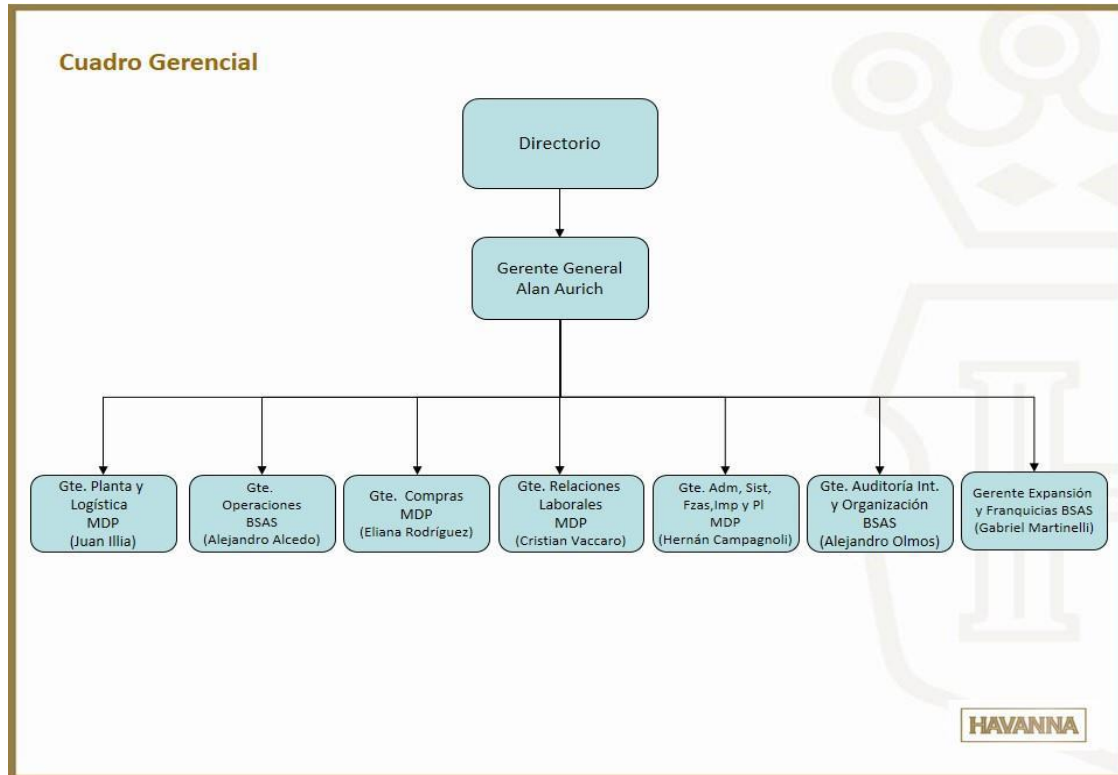 Cuadro Gerencial
Directorio
Gerente General
Alan Aurich
Gte. Planta y
Logística
MDP
(Juan Illia)
Gte.
Operaciones
BSAS
(Alejandro Alcedo)
Gte. Compras
MDP
(Eliana Rodríguez)
Gte. Relaciones
Laborales
MDP
(Cristian Vaccaro)
Gte. Adm, Sist,
Fzas,Imp y Pl
MDP
(Hernán Campagnoli)
Gte. Auditoría Int.
y Organización
BSAS
(Alejandro Olmos)
Gerente Expansión
y Franquicias BSAS
(Gabriel Martinelli)
HAVANNA